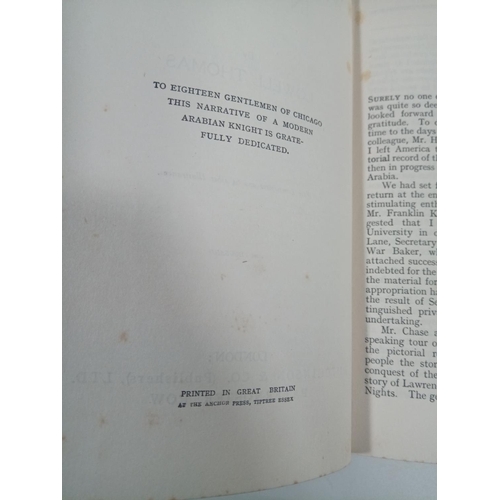 TO EIGHTEEN GENTLEMEN OF CHICAGO
THIS NARRATIVE OF A MODERN
ARABIAN KNIGHT IS GRATE-
FULLY DEDICATED.
PRINTED IN GREAT BRITAIN
AT THE ANCHOR PRESS, TIPTREE ESSEX
SURELY no one
was quite so dee
looked forward
gratitude. To
time to the days
colleague, Mr. H
I left America
torial record of the
then in progress
Arabia.
We had set f
return at the en
stimulating enth
Mr. Franklin K
gested that I
University in
Lane, Secretary
War Baker, wh
attached success
indebted for the
the material for
appropriation ha
the result of Se
tinguished priv
undertaking.
Mr. Chase a
speaking tour o
the pictorial r
people the stor
conquest of the
story of Lawren
Nights. The